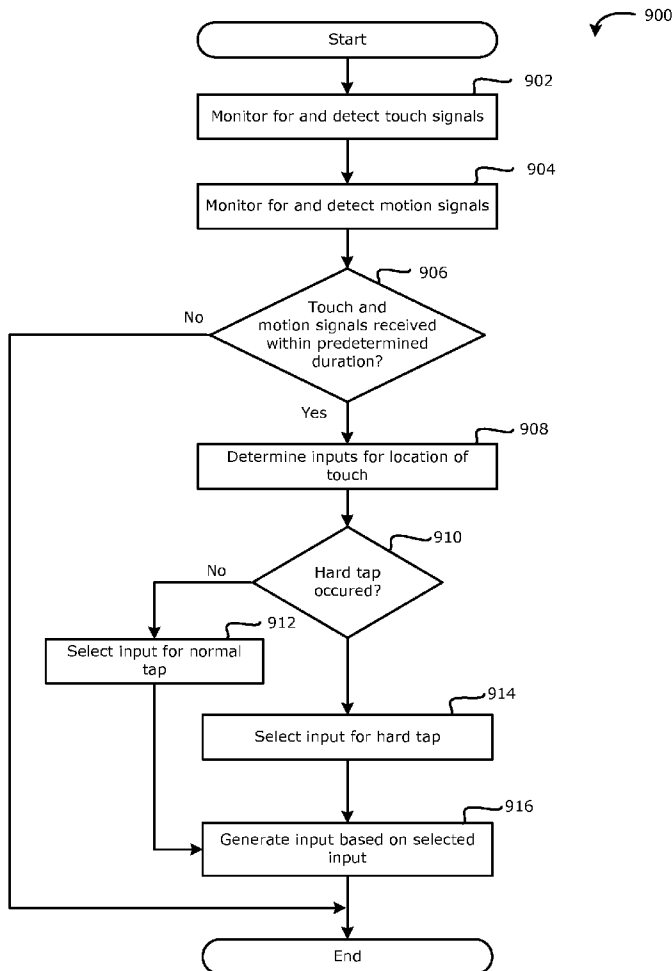 900
Start
902
Monitor for and detect touch signals
904
Monitor for and detect motion signals
906
Touch and
motion signals received
within predetermined
duration?
No
Yes
908
Determine inputs for location of
touch
910
Hard tap
occured?
No
912
Select input for normal
tap
914
Select input for hard tap
916
Generate input based on selected
input
End